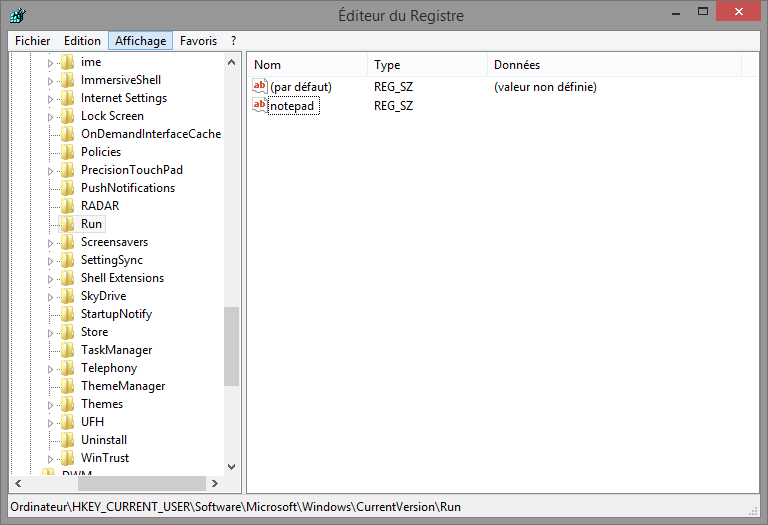 Éditeur du Registre
Fichier Edition Affichage Favoris ?
ime
ImmersiveShell
Internet Settings
Lock Screen
OnDemandInterfaceCache
Policies
PrecisionTouchPad
PushNotifications
RADAR
Run
Screensavers
SettingSync
Shell Extensions
SkyDrive
StartupNotify
Store
TaskManager
Telephony
ThemeManager
Themes
UFH
Uninstall
WinTrust
DWM
Nom Type Données
ab (par défaut) REG_SZ (valeur non définie)
ab notepad REG_SZ
Ordinateur\HKEY_CURRENT_USER\Software\Microsoft\Windows\CurrentVersion\Run